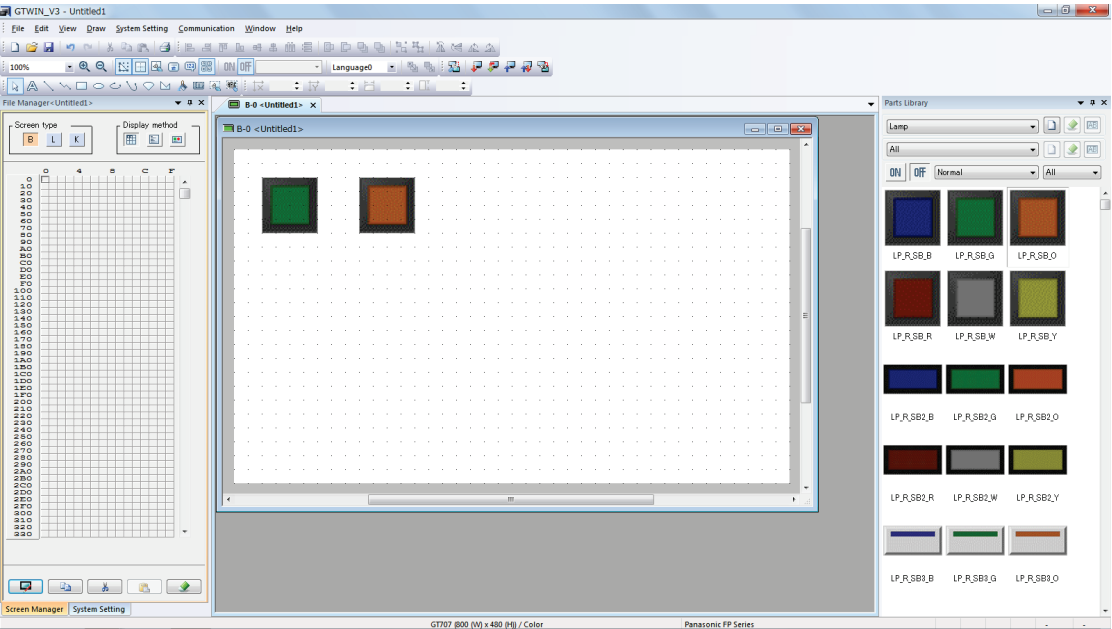 GTWIN_V3 - Untitled1
File Edit View Draw System Setting Communication Window Help
100% ON OFF Language0
File Manager<Untitled1>
B-0 <Untitled1>
Parts Library
Screen type Display method
B L K
B-0 <Untitled1>
Lamp
All
ON OFF Normal All
0 4 8 C F
0
10
20
30
40
50
60
70
80
90
A0
B0
C0
D0
E0
F0
100
110
120
130
140
150
160
170
180
190
1A0
1B0
1C0
1D0
1E0
1F0
200
210
220
230
240
250
260
270
280
290
2A0
2B0
2C0
2D0
2E0
2F0
300
310
320
330
LP_R_SB_B LP_R_SB_G LP_R_SB_O
LP_R_SB_R LP_R_SB_W LP_R_SB_Y
LP_R_SB2_B LP_R_SB2_G LP_R_SB2_O
LP_R_SB2_R LP_R_SB2_W LP_R_SB2_Y
LP_R_SB3_B LP_R_SB3_G LP_R_SB3_O
Screen Manager System Setting
GT707 (800 (W) x 480 (H)) / Color Panasonic FP Series - -